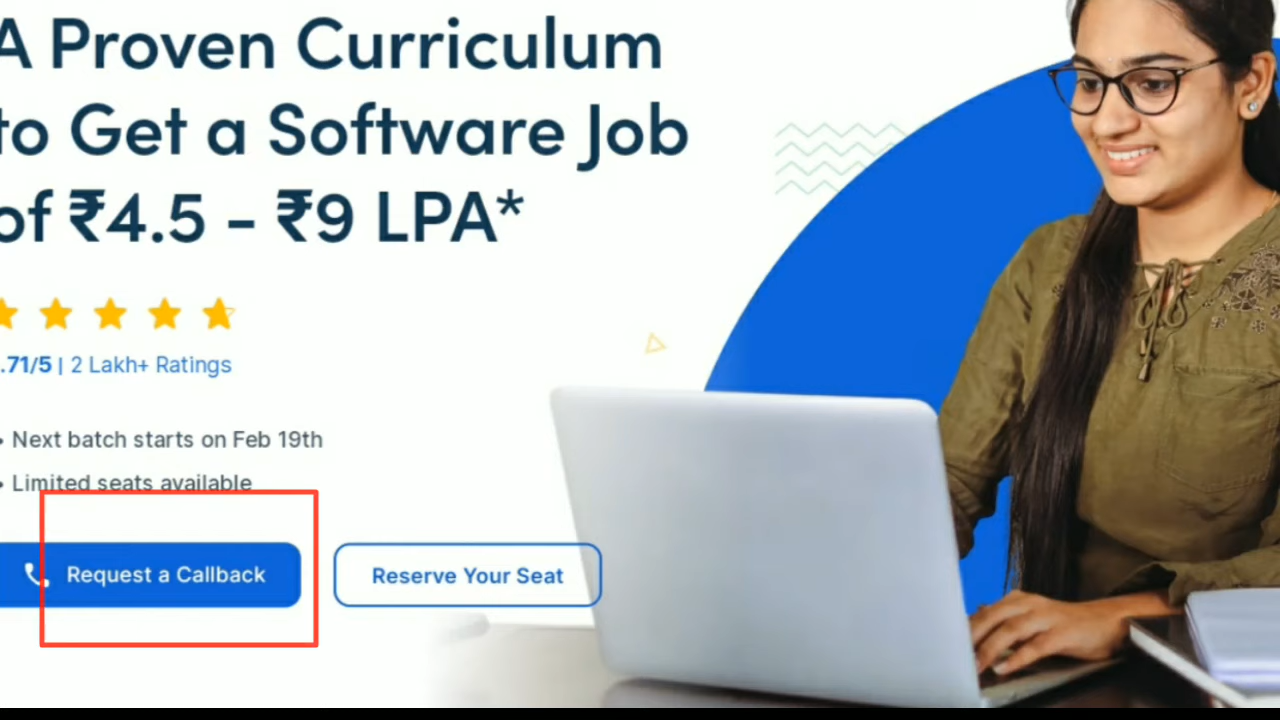 A Proven Curriculum
to Get a Software Job
of ₹4.5 - ₹9 LPA*
.71/5 | 2 Lakh+ Ratings
• Next batch starts on Feb 19th
• Limited seats available
Request a Callback
Reserve Your Seat